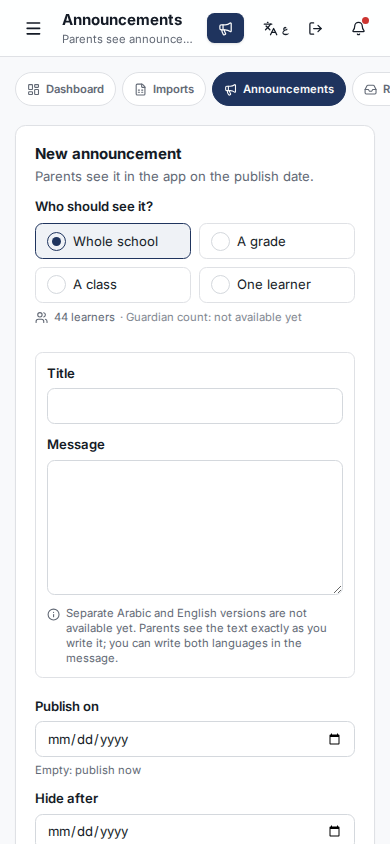 Announcements
Parents see announce...
ع
Dashboard
Imports
Announcements
R
New announcement
Parents see it in the app on the publish date.
Who should see it?
Whole school
A grade
A class
One learner
44 learners · Guardian count: not available yet
Title
Message
Separate Arabic and English versions are not
available yet. Parents see the text exactly as you
write it; you can write both languages in the
message.
Publish on
mm/dd/yyyy
Empty: publish now
Hide after
mm/dd/yyyy